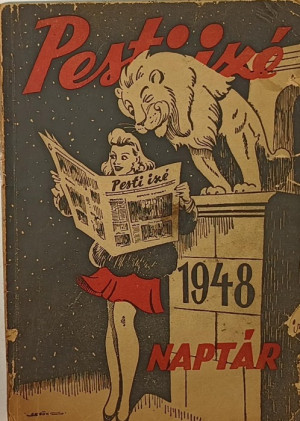 Pesti izé
Pesti izé
1948
NAPTÁR